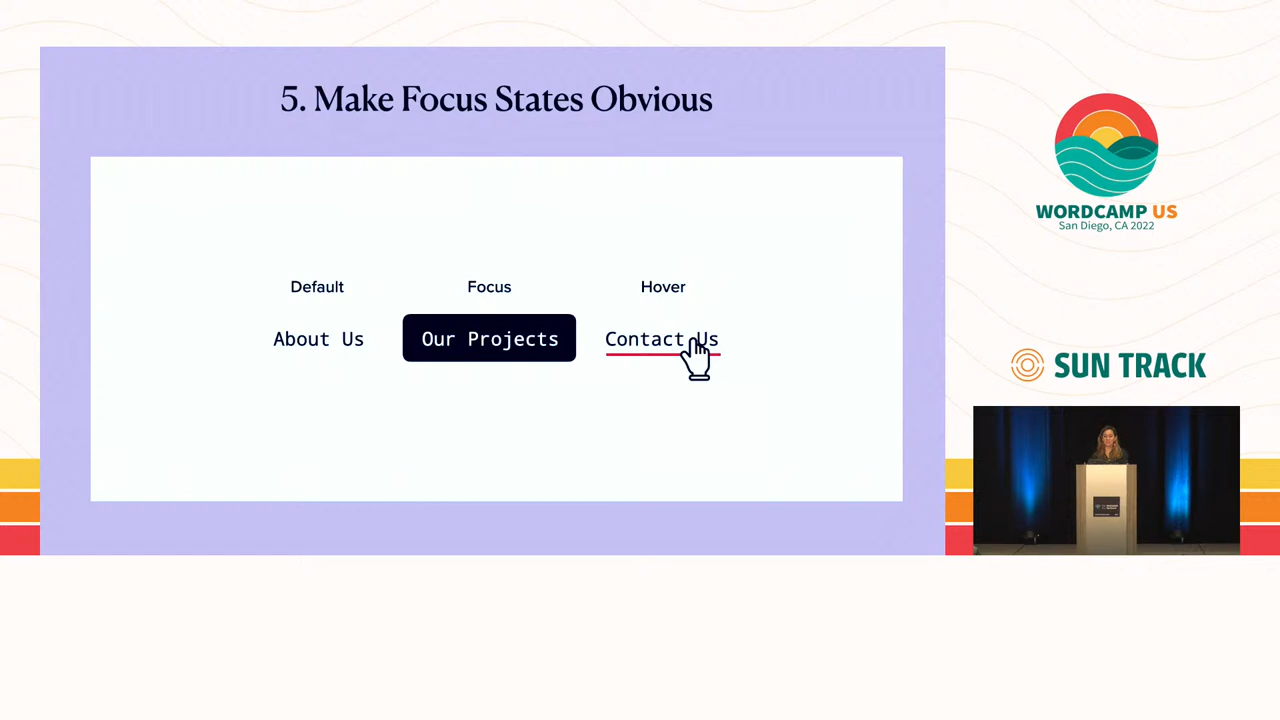 5. Make Focus States Obvious
Default
Focus
Hover
About Us
Our Projects
Contact Us
WORDCAMP US
San Diego, CA 2022
SUN TRACK